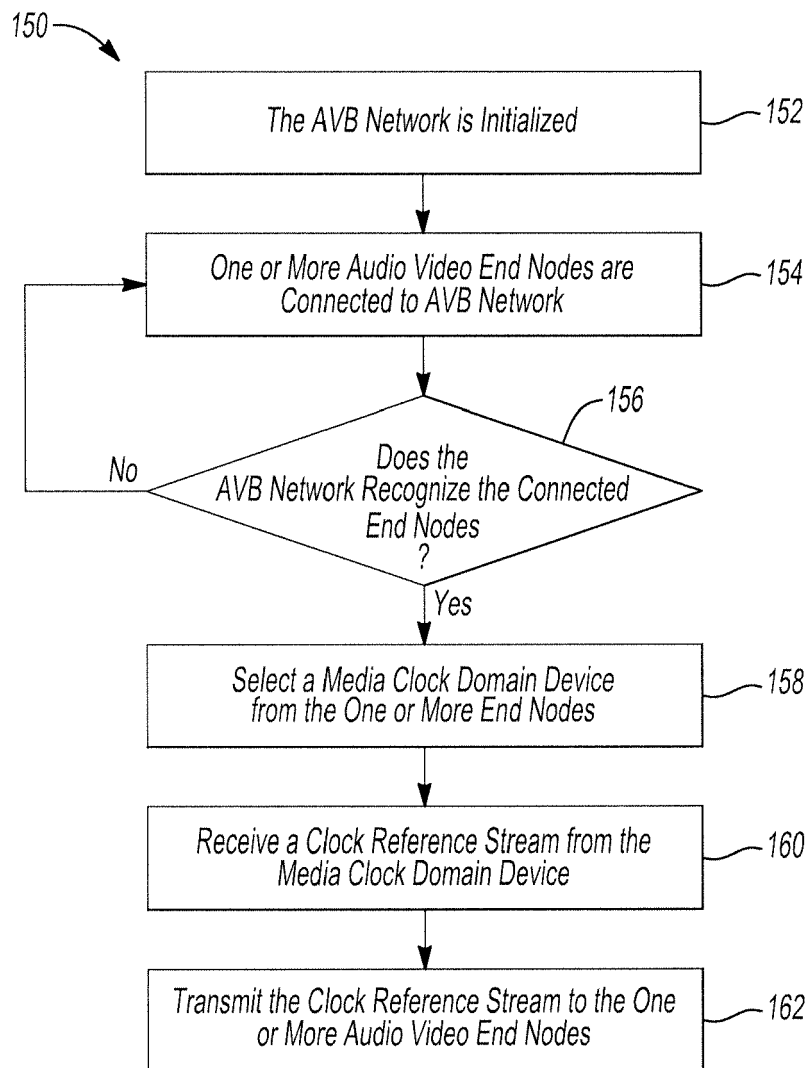 150
The AVB Network is Initialized
152
One or More Audio Video End Nodes are
Connected to AVB Network
154
156
Does the
AVB Network Recognize the Connected
End Nodes
?
No
Yes
Select a Media Clock Domain Device
from the One or More End Nodes
158
Receive a Clock Reference Stream from the
Media Clock Domain Device
160
Transmit the Clock Reference Stream to the One
or More Audio Video End Nodes
162